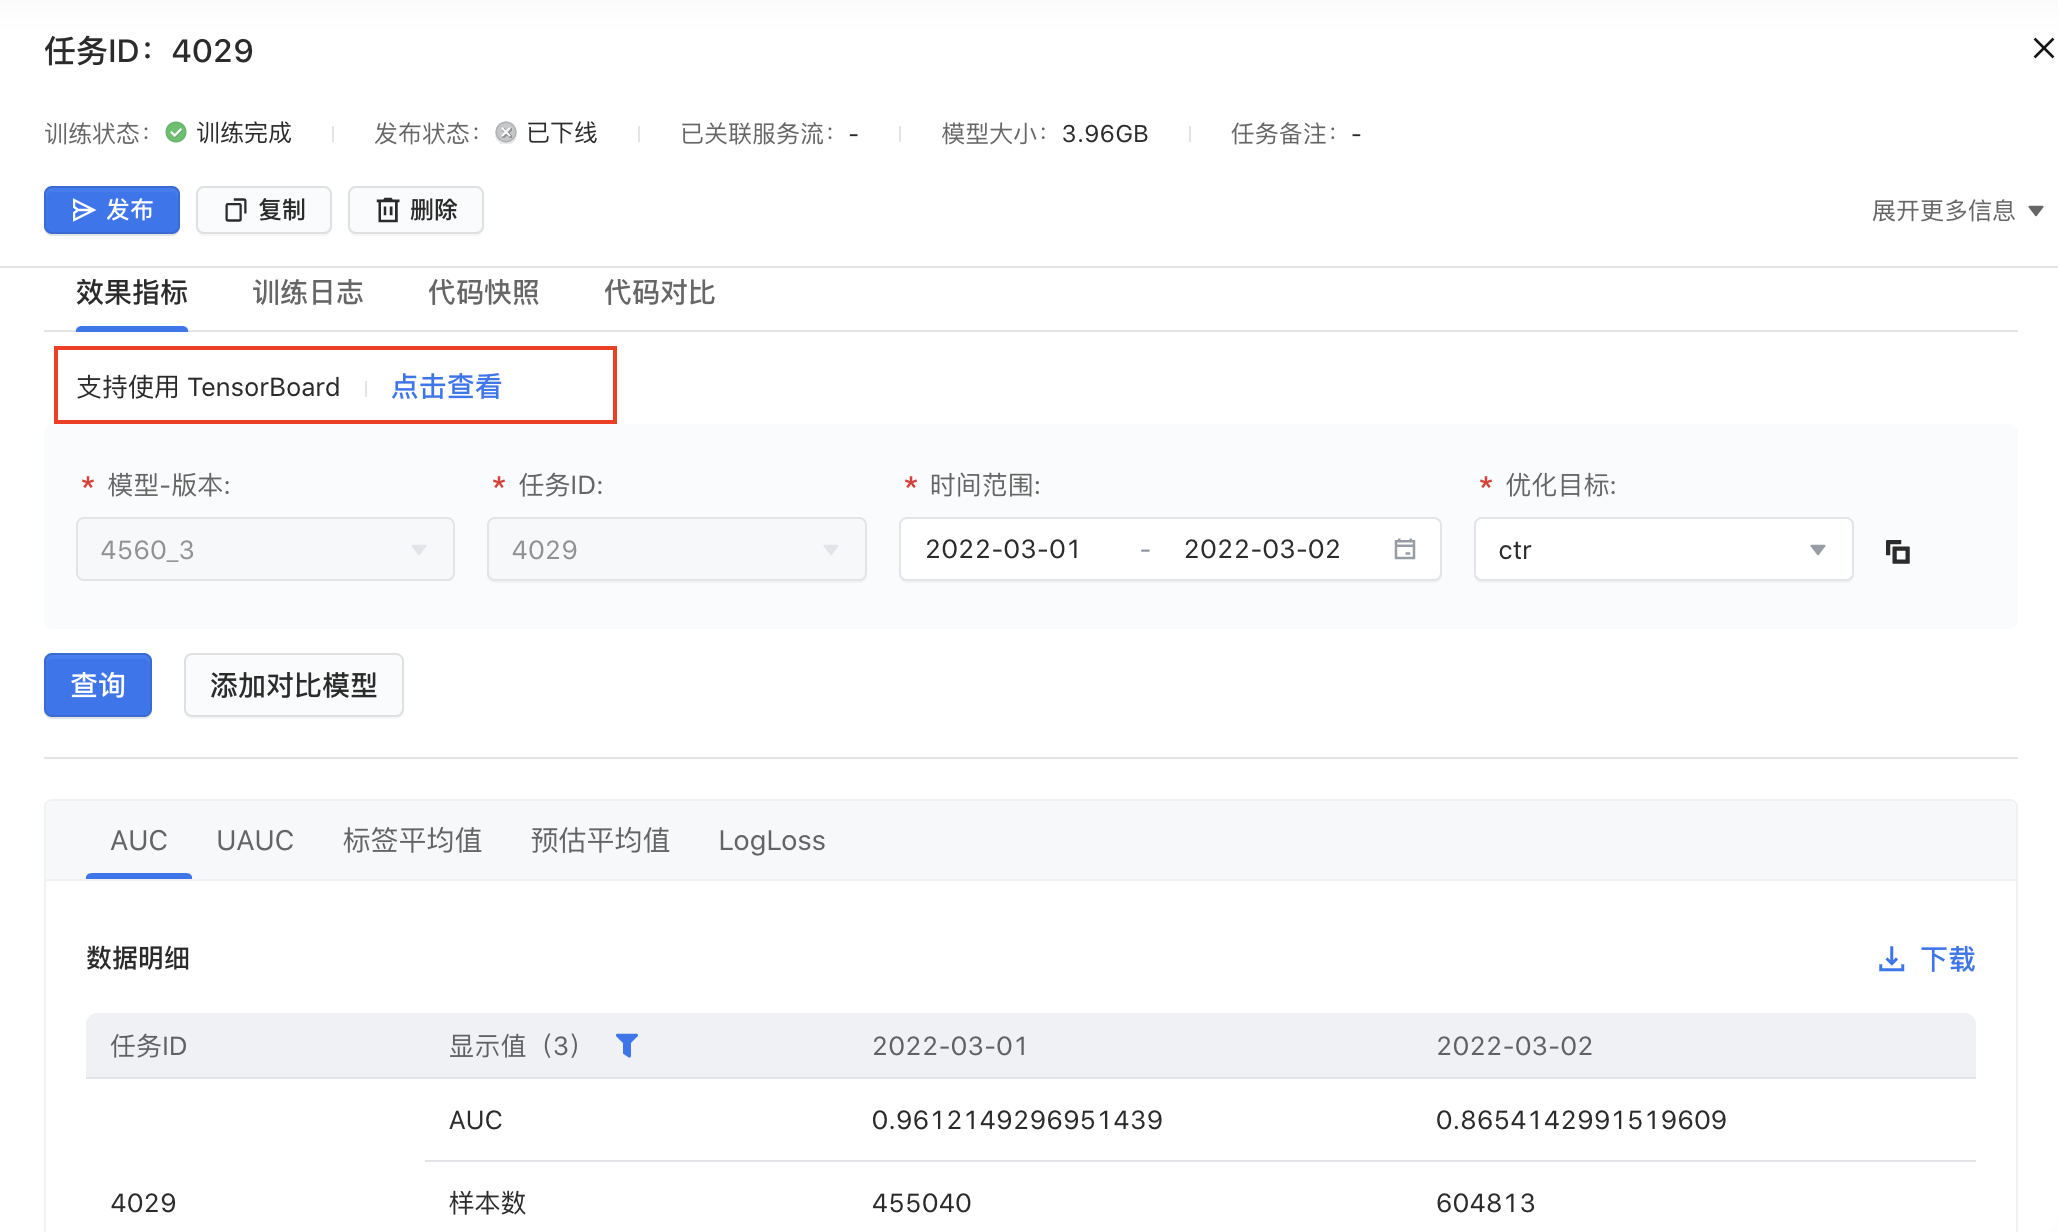 任务ID：4029
训练状态： 训练完成 发布状态： 已下线 已关联服务流： - 模型大小： 3.96GB 任务备注： -
发布 复制 删除 展开更多信息
效果指标 训练日志 代码快照 代码对比
支持使用 TensorBoard 点击查看
* 模型-版本: * 任务ID: * 时间范围: * 优化目标:
4560_3 4029 2022-03-01 - 2022-03-02 ctr
查询 添加对比模型
AUC UAUC 标签平均值 预估平均值 LogLoss
数据明细 下载
任务ID 显示值（3） 2022-03-01 2022-03-02
AUC 0.9612149296951439 0.8654142991519609
4029 样本数 455040 604813